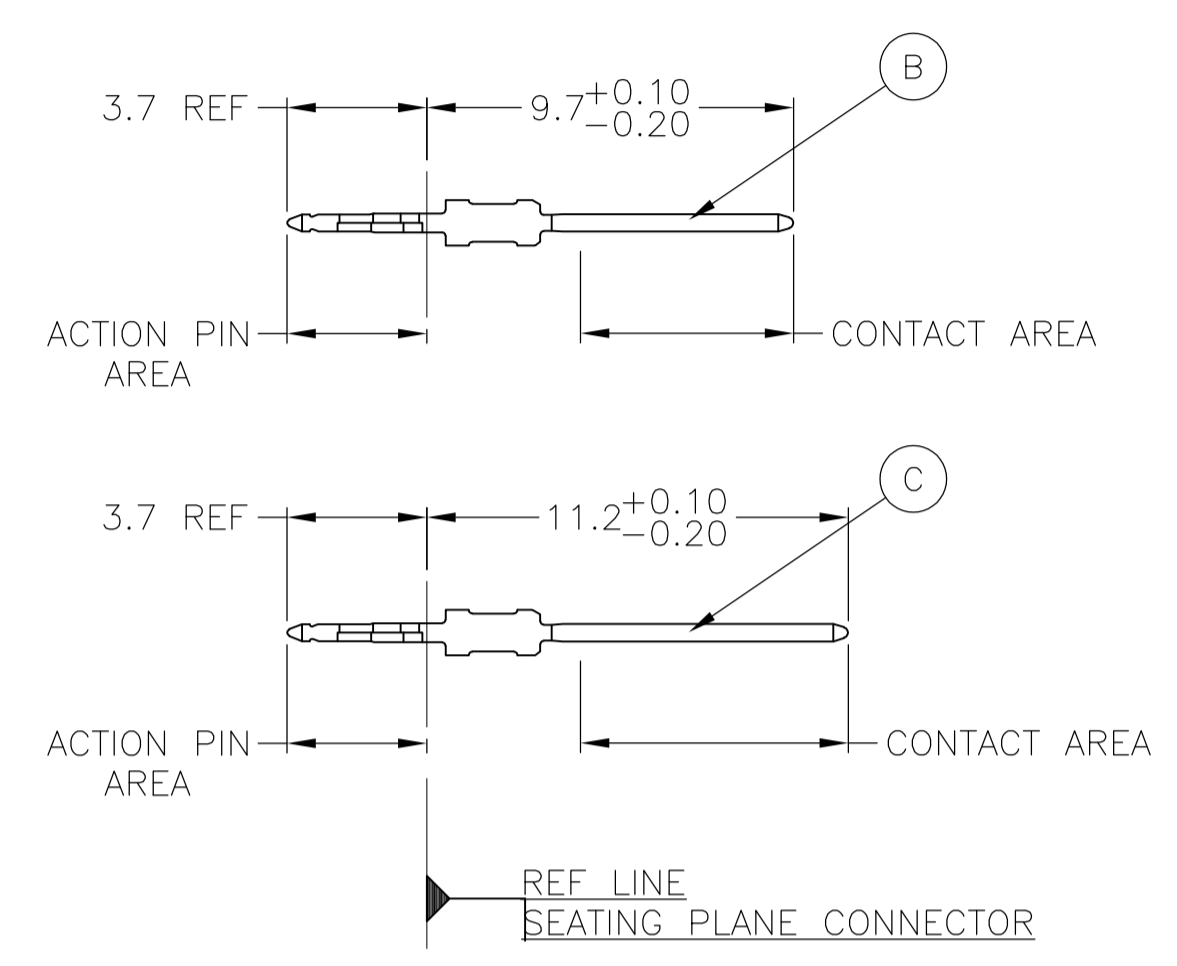 B
3.7 REF
9.7+0.10
-0.20
ACTION PIN
AREA
CONTACT AREA
C
3.7 REF
11.2+0.10
-0.20
ACTION PIN
AREA
CONTACT AREA
REF LINE
SEATING PLANE CONNECTOR